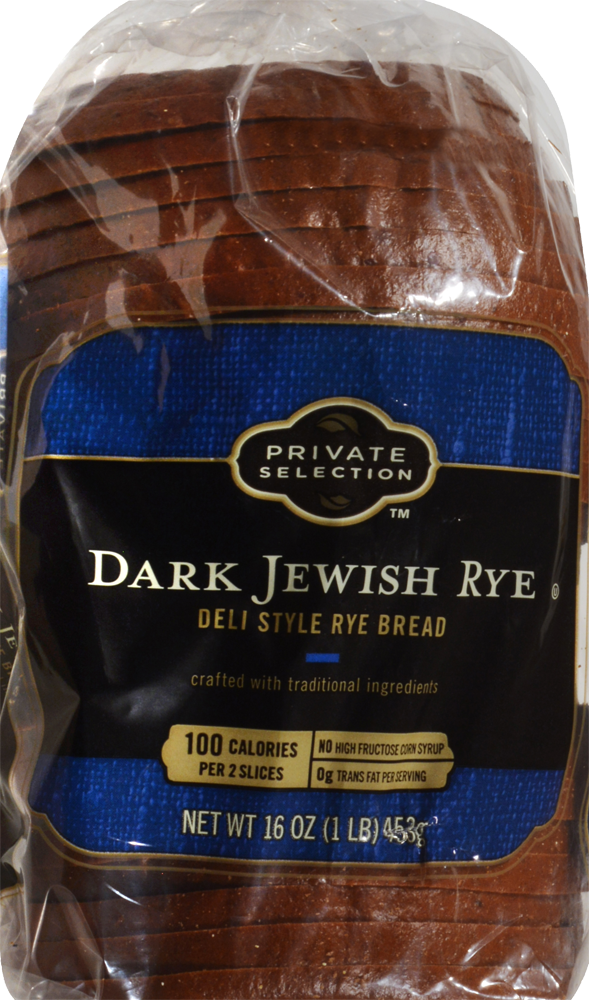 PRIVATE
SELECTION
TM
DARK JEWISH RYE
DELI STYLE RYE BREAD
crafted with traditional ingredients
100 CALORIES
PER 2 SLICES
NO HIGH FRUCTOSE CORN SYRUP
0g TRANS FAT PER SERVING
NET WT 16 OZ (1 LB) 453g